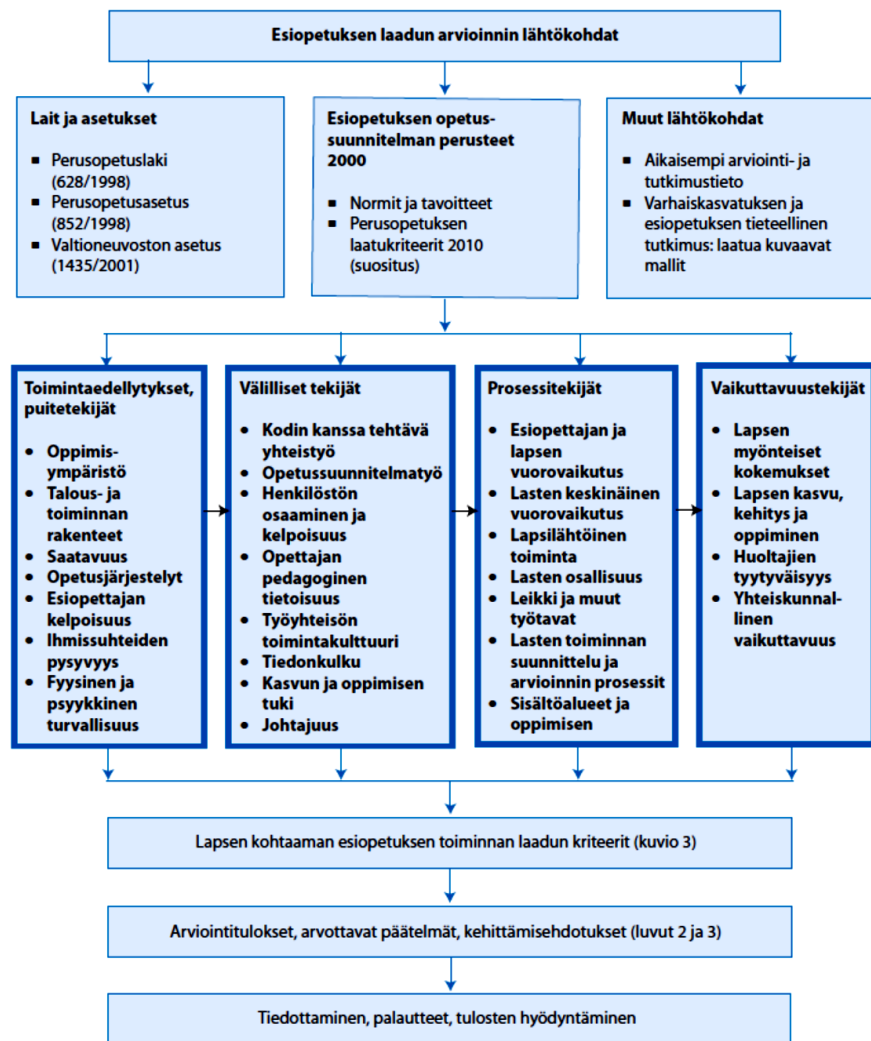 Esiopetuksen laadun arvioinnin lähtökohdat
Lait ja asetukset
▪ Perusopetuslaki
(628/1998)
▪ Perusopetusasetus
(852/1998)
▪ Valtioneuvoston asetus
(1435/2001)
Esiopetuksen opetus-
suunnitelman perusteet
2000
▪ Normit ja tavoitteet
▪ Perusopetuksen
laatukriteerit 2010
(suositus)
Muut lähtökohdat
▪ Aikaisempi arviointi- ja
tutkimustieto
▪ Varhaiskasvatuksen ja
esiopetuksen tieteellinen
tutkimus: laatua kuvaavat
mallit
Toimintaedellytykset,
puitetekijät
• Oppimis-
ympäristö
• Talous- ja
toiminnan
rakenteet
• Saatavuus
• Opetusjärjestelyt
• Esiopettajan
kelpoisuus
• Ihmissuhteiden
pysyvyys
• Fyysinen ja
psyykkinen
turvallisuus
Välilliset tekijät
• Kodin kanssa tehtävä
yhteistyö
• Opetussuunnitelmatyö
• Henkilöstön
osaaminen ja
kelpoisuus
• Opettajan
pedagoginen
tietoisuus
• Työyhteisön
toimintakulttuuri
• Tiedonkulku
• Kasvun ja oppimisen
tuki
• Johtajuus
Prosessitekijät
• Esiopettajan ja
lapsen
vuorovaikutus
• Lasten keskinäinen
vuorovaikutus
• Lapsilähtöinen
toiminta
• Lasten osallisuus
• Leikki ja muut
työtavat
• Lasten toiminnan
suunnittelu ja
arvioinnin prosessit
• Sisältöalueet ja
oppimisen
Vaikuttavuustekijät
• Lapsen
myönteiset
kokemukset
• Lapsen kasvu,
kehitys ja
oppiminen
• Huoltajien
tyytyväisyys
• Yhteiskunnal-
linen
vaikuttavuus
Lapsen kohtaaman esiopetuksen toiminnan laadun kriteerit (kuvio 3)
Arviointitulokset, arvottavat päätelmät, kehittämisehdotukset (luvut 2 ja 3)
Tiedottaminen, palautteet, tulosten hyödyntäminen